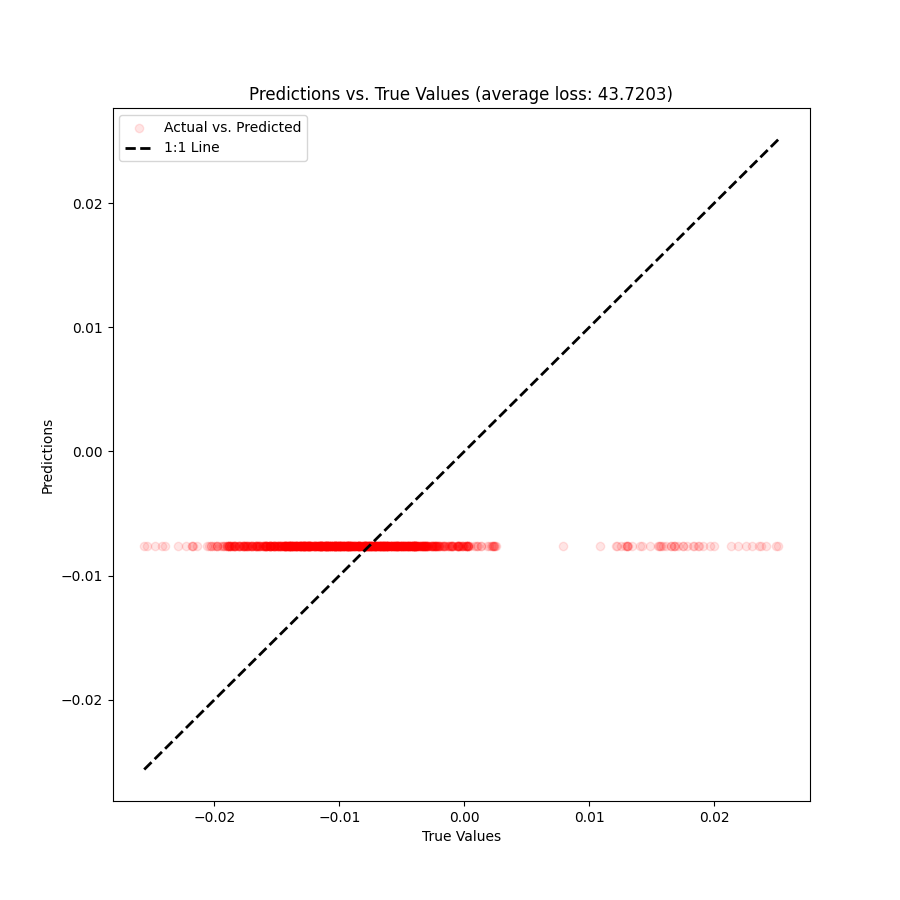 Predictions vs. True Values (average loss: 43.7203)
Actual vs. Predicted
1:1 Line
0.02
0.01
0.00
−0.01
−0.02
Predictions
−0.02
−0.01
0.00
0.01
0.02
True Values